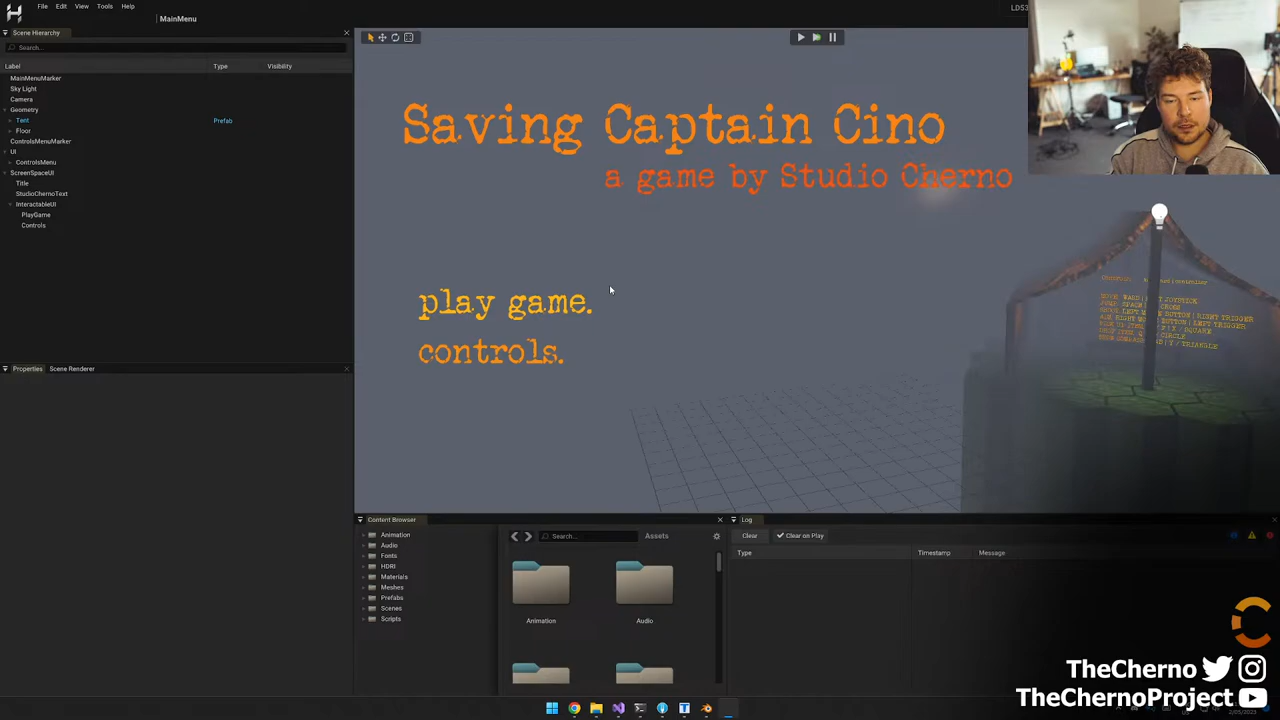 File Edit View Tools Help
MainMenu
LD53
Scene Hierarchy
Search...
Label Type Visibility
MainMenuMarker
Sky Light
Camera
Geometry
Tent Prefab
Floor
ControlsMenuMarker
UI
ControlsMenu
ScreenSpaceUI
Title
StudioChernoText
InteractableUI
PlayGame
Controls
Properties Scene Renderer
Saving Captain Cino
a game by Studio Cherno
play game.
controls.
Content Browser
Animation
Audio
Fonts
HDRI
Materials
Meshes
Prefabs
Scenes
Scripts
Search...
Assets
Animation
Audio
Log
Clear
Clear on Play
Type Timestamp Message
TheCherno
TheChernoProject